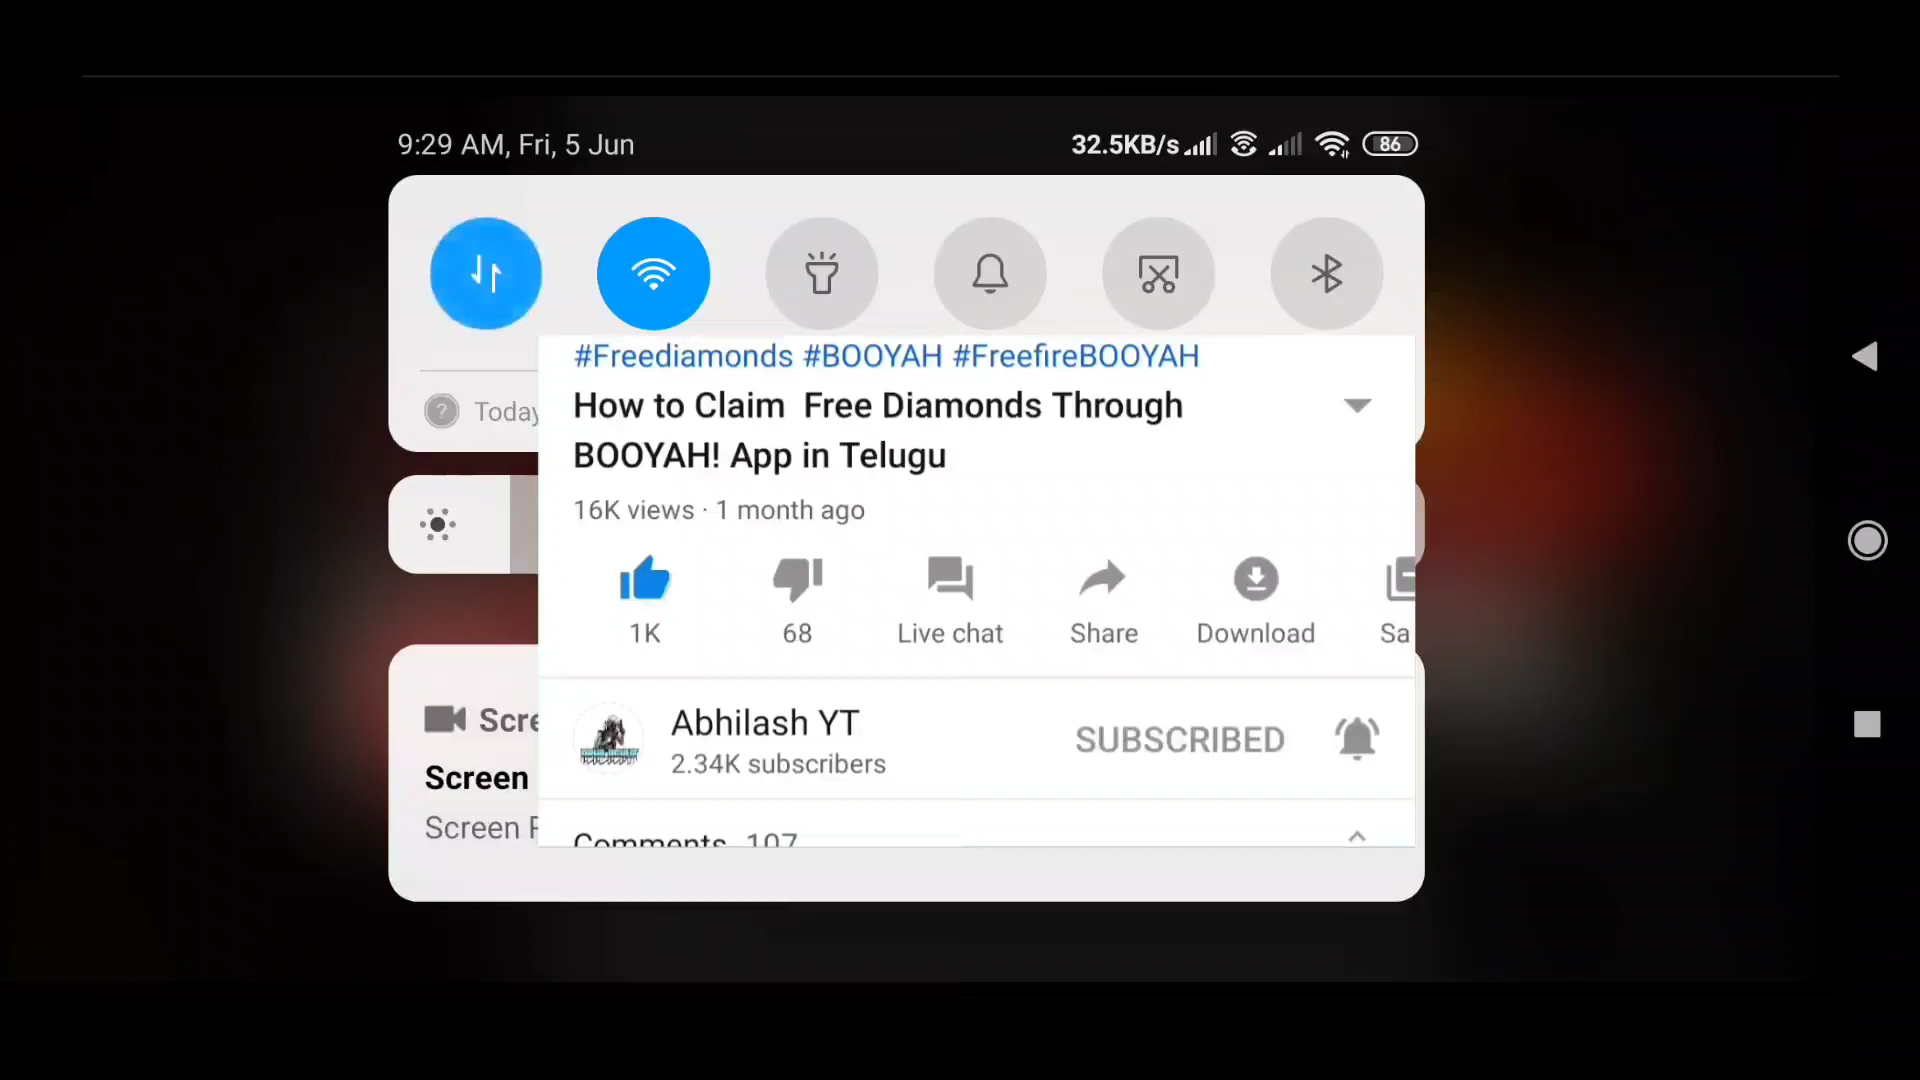 9:29 AM, Fri, 5 Jun
32.5KB/s
86
#Freediamonds #BOOYAH #FreefireBOOYAH
How to Claim Free Diamonds Through
BOOYAH! App in Telugu
Today
16K views · 1 month ago
1K
68
Live chat
Share
Download
Sa
Abhilash YT
2.34K subscribers
SUBSCRIBED
Scre
Screen
Screen
Comments 107